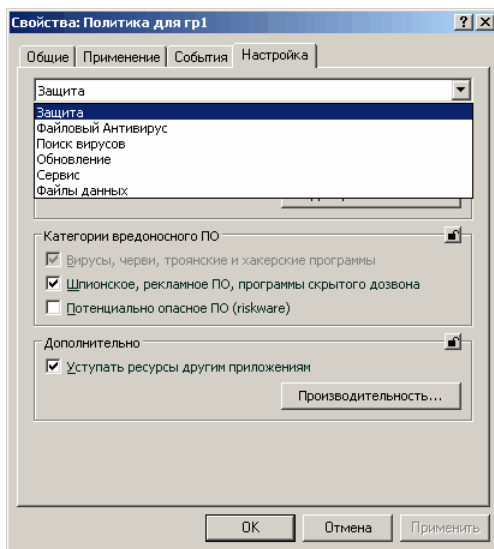 Свойства: Политика для гр1
Общие Применение События Настройка
Защита
Защита
Файловый Антивирус
Поиск вирусов
Обновление
Сервис
Файлы данных
Категории вредоносного ПО
Вирусы, черви, троянские и хакерские программы
Шпионское, рекламное ПО, программы скрытого дозвона
Потенциально опасное ПО (riskware)
Дополнительно
Уступать ресурсы другим приложениям
Производительность...
ОК Отмена Применить